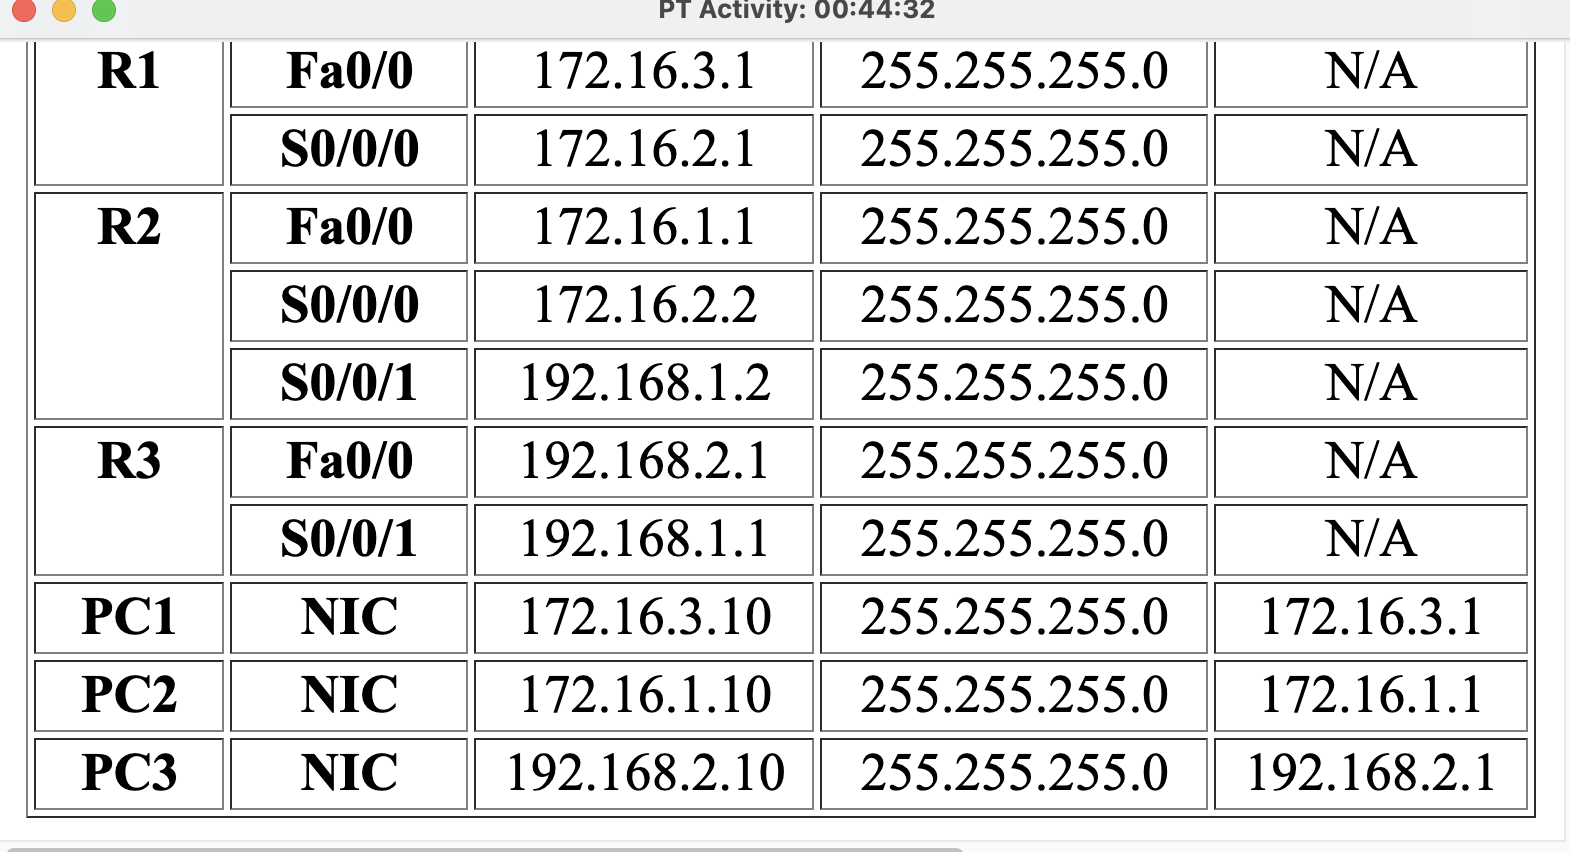 PT Activity: 00:44:32
R1 Fa0/0 172.16.3.1 255.255.255.0 N/A
S0/0/0 172.16.2.1 255.255.255.0 N/A
R2 Fa0/0 172.16.1.1 255.255.255.0 N/A
S0/0/0 172.16.2.2 255.255.255.0 N/A
S0/0/1 192.168.1.2 255.255.255.0 N/A
R3 Fa0/0 192.168.2.1 255.255.255.0 N/A
S0/0/1 192.168.1.1 255.255.255.0 N/A
PC1 NIC 172.16.3.10 255.255.255.0 172.16.3.1
PC2 NIC 172.16.1.10 255.255.255.0 172.16.1.1
PC3 NIC 192.168.2.10 255.255.255.0 192.168.2.1